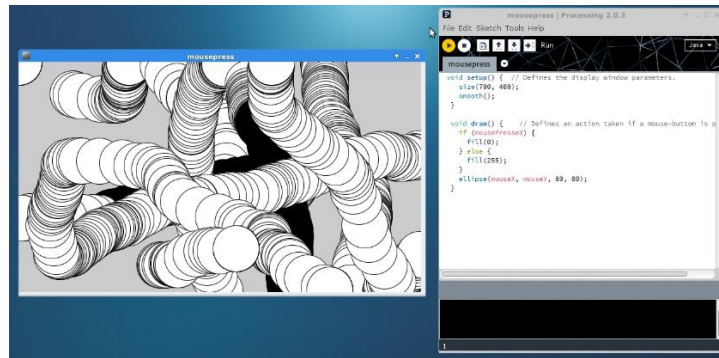 mousepress
mousepress | Processing 2.0.3
File Edit Sketch Tools Help
Run
Java
mousepress
void setup() {  // Defines the display window parameters.
size(700, 400);
smooth();
}
void draw() {    // Defines an action taken if a mouse-button is p
if (mousePressed) {
fill(0);
} else {
fill(255);
}
ellipse(mouseX, mouseY, 80, 80);
}
1